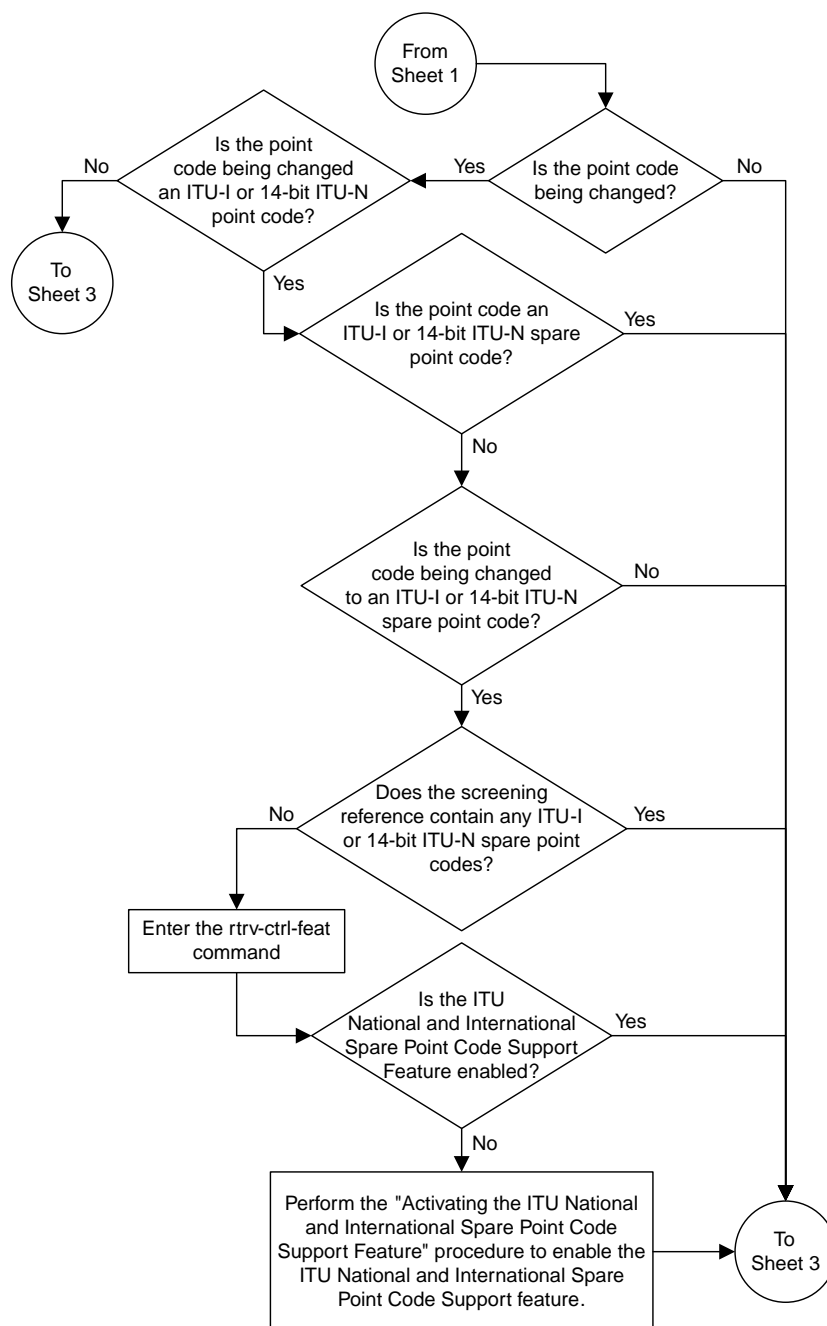 From
Sheet 1
Is the point
code being changed
an ITU-I or 14-bit ITU-N
point code?
No
Yes
Is the point code
being changed?
No
To
Sheet 3
Yes
Is the point code an
ITU-I or 14-bit ITU-N spare
point code?
Yes
No
Is the point
code being changed
to an ITU-I or 14-bit ITU-N
spare point code?
No
Yes
Does the screening
reference contain any ITU-I
or 14-bit ITU-N spare point
codes?
No
Yes
Enter the rtrv-ctrl-feat
command
Is the ITU
National and International
Spare Point Code Support
Feature enabled?
Yes
No
Perform the "Activating the ITU National
and International Spare Point Code
Support Feature" procedure to enable the
ITU National and International Spare
Point Code Support feature.
To
Sheet 3